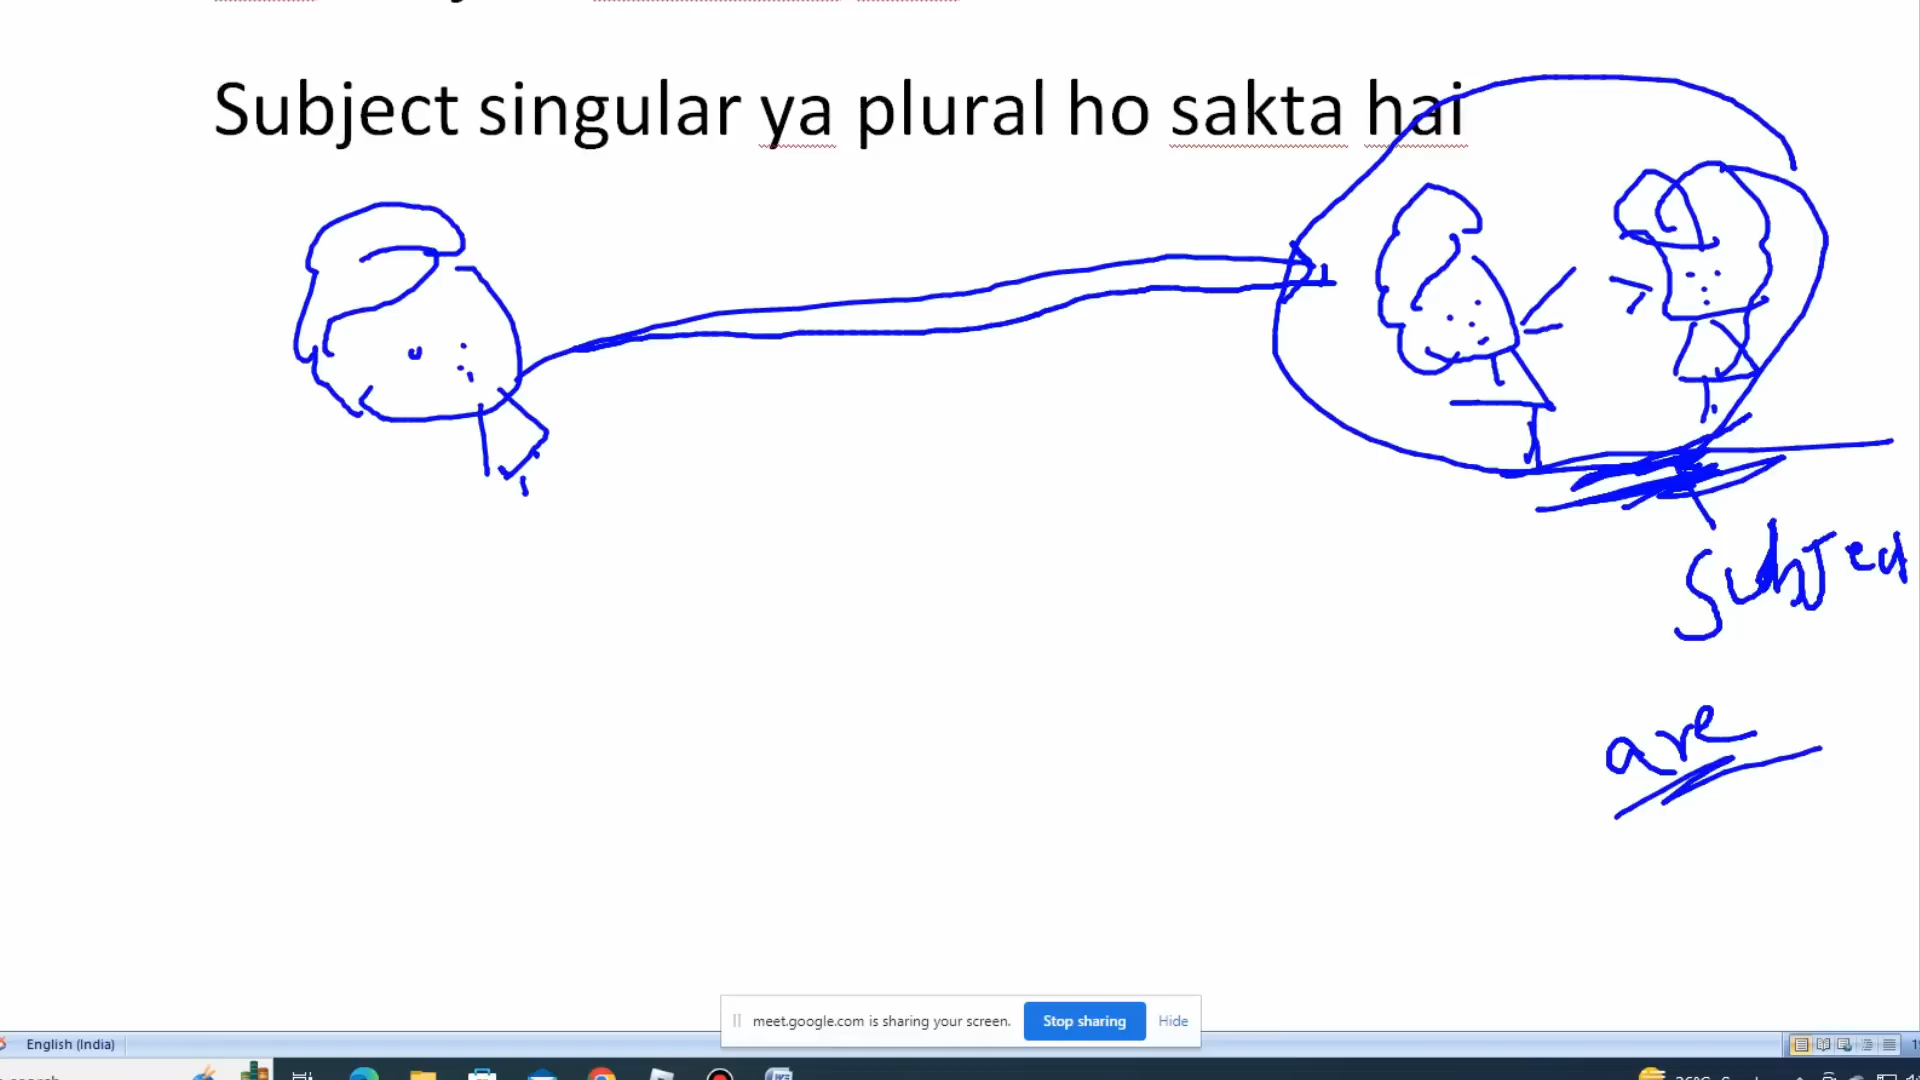 Subject singular ya plural ho sakta hai
Subject
are
meet.google.com is sharing your screen. Stop sharing Hide
English (India)